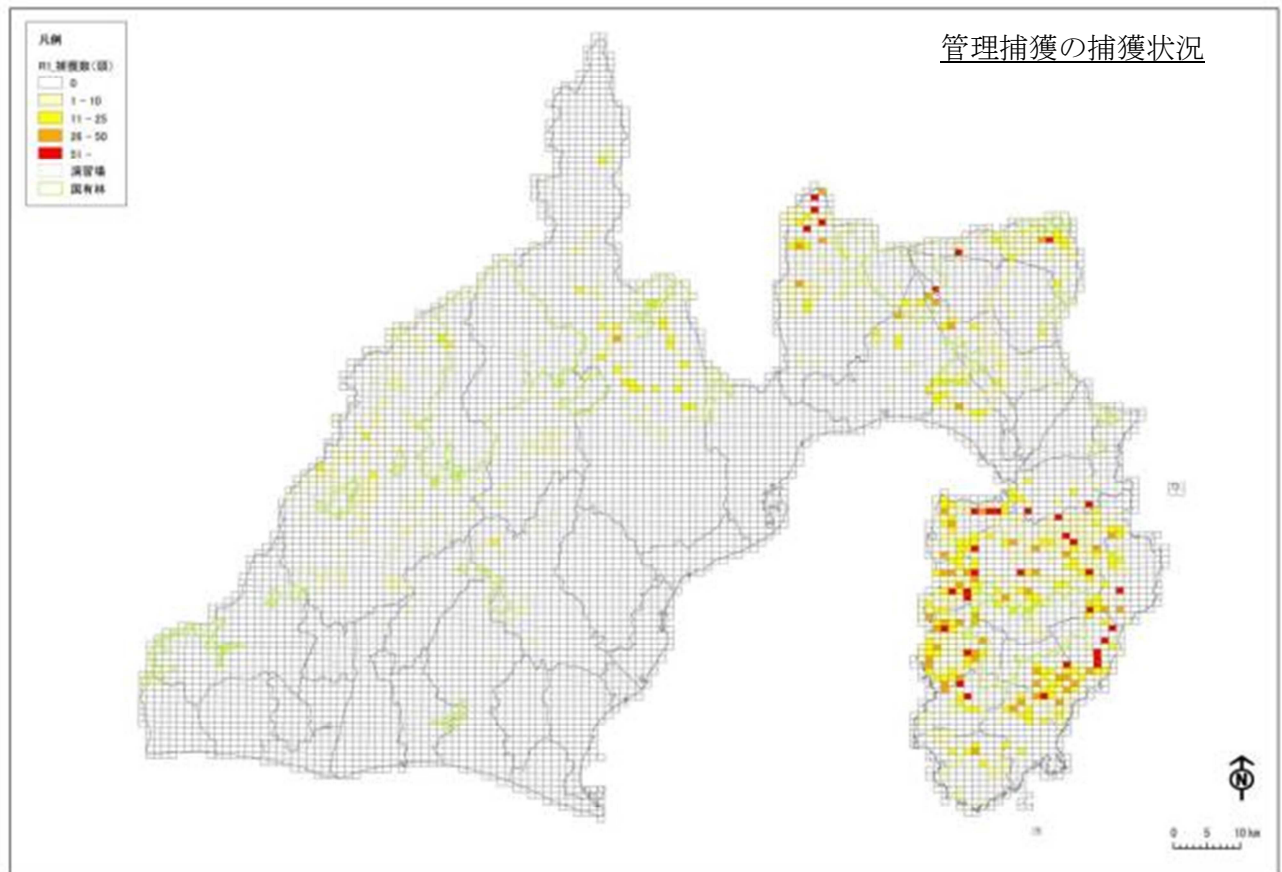 管理捕獲の捕獲状況
凡例
R1_捕獲数(頭)
0
1 - 10
11 - 25
26 - 50
51 -
演習場
国有林
N
0 5 10 km